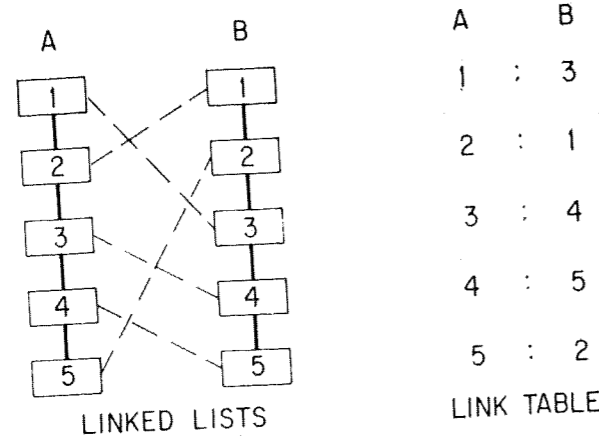 A B
1 1
2 2
3 3
4 4
5 5
LINKED LISTS
A B
1 : 3
2 : 1
3 : 4
4 : 5
5 : 2
LINK TABLE